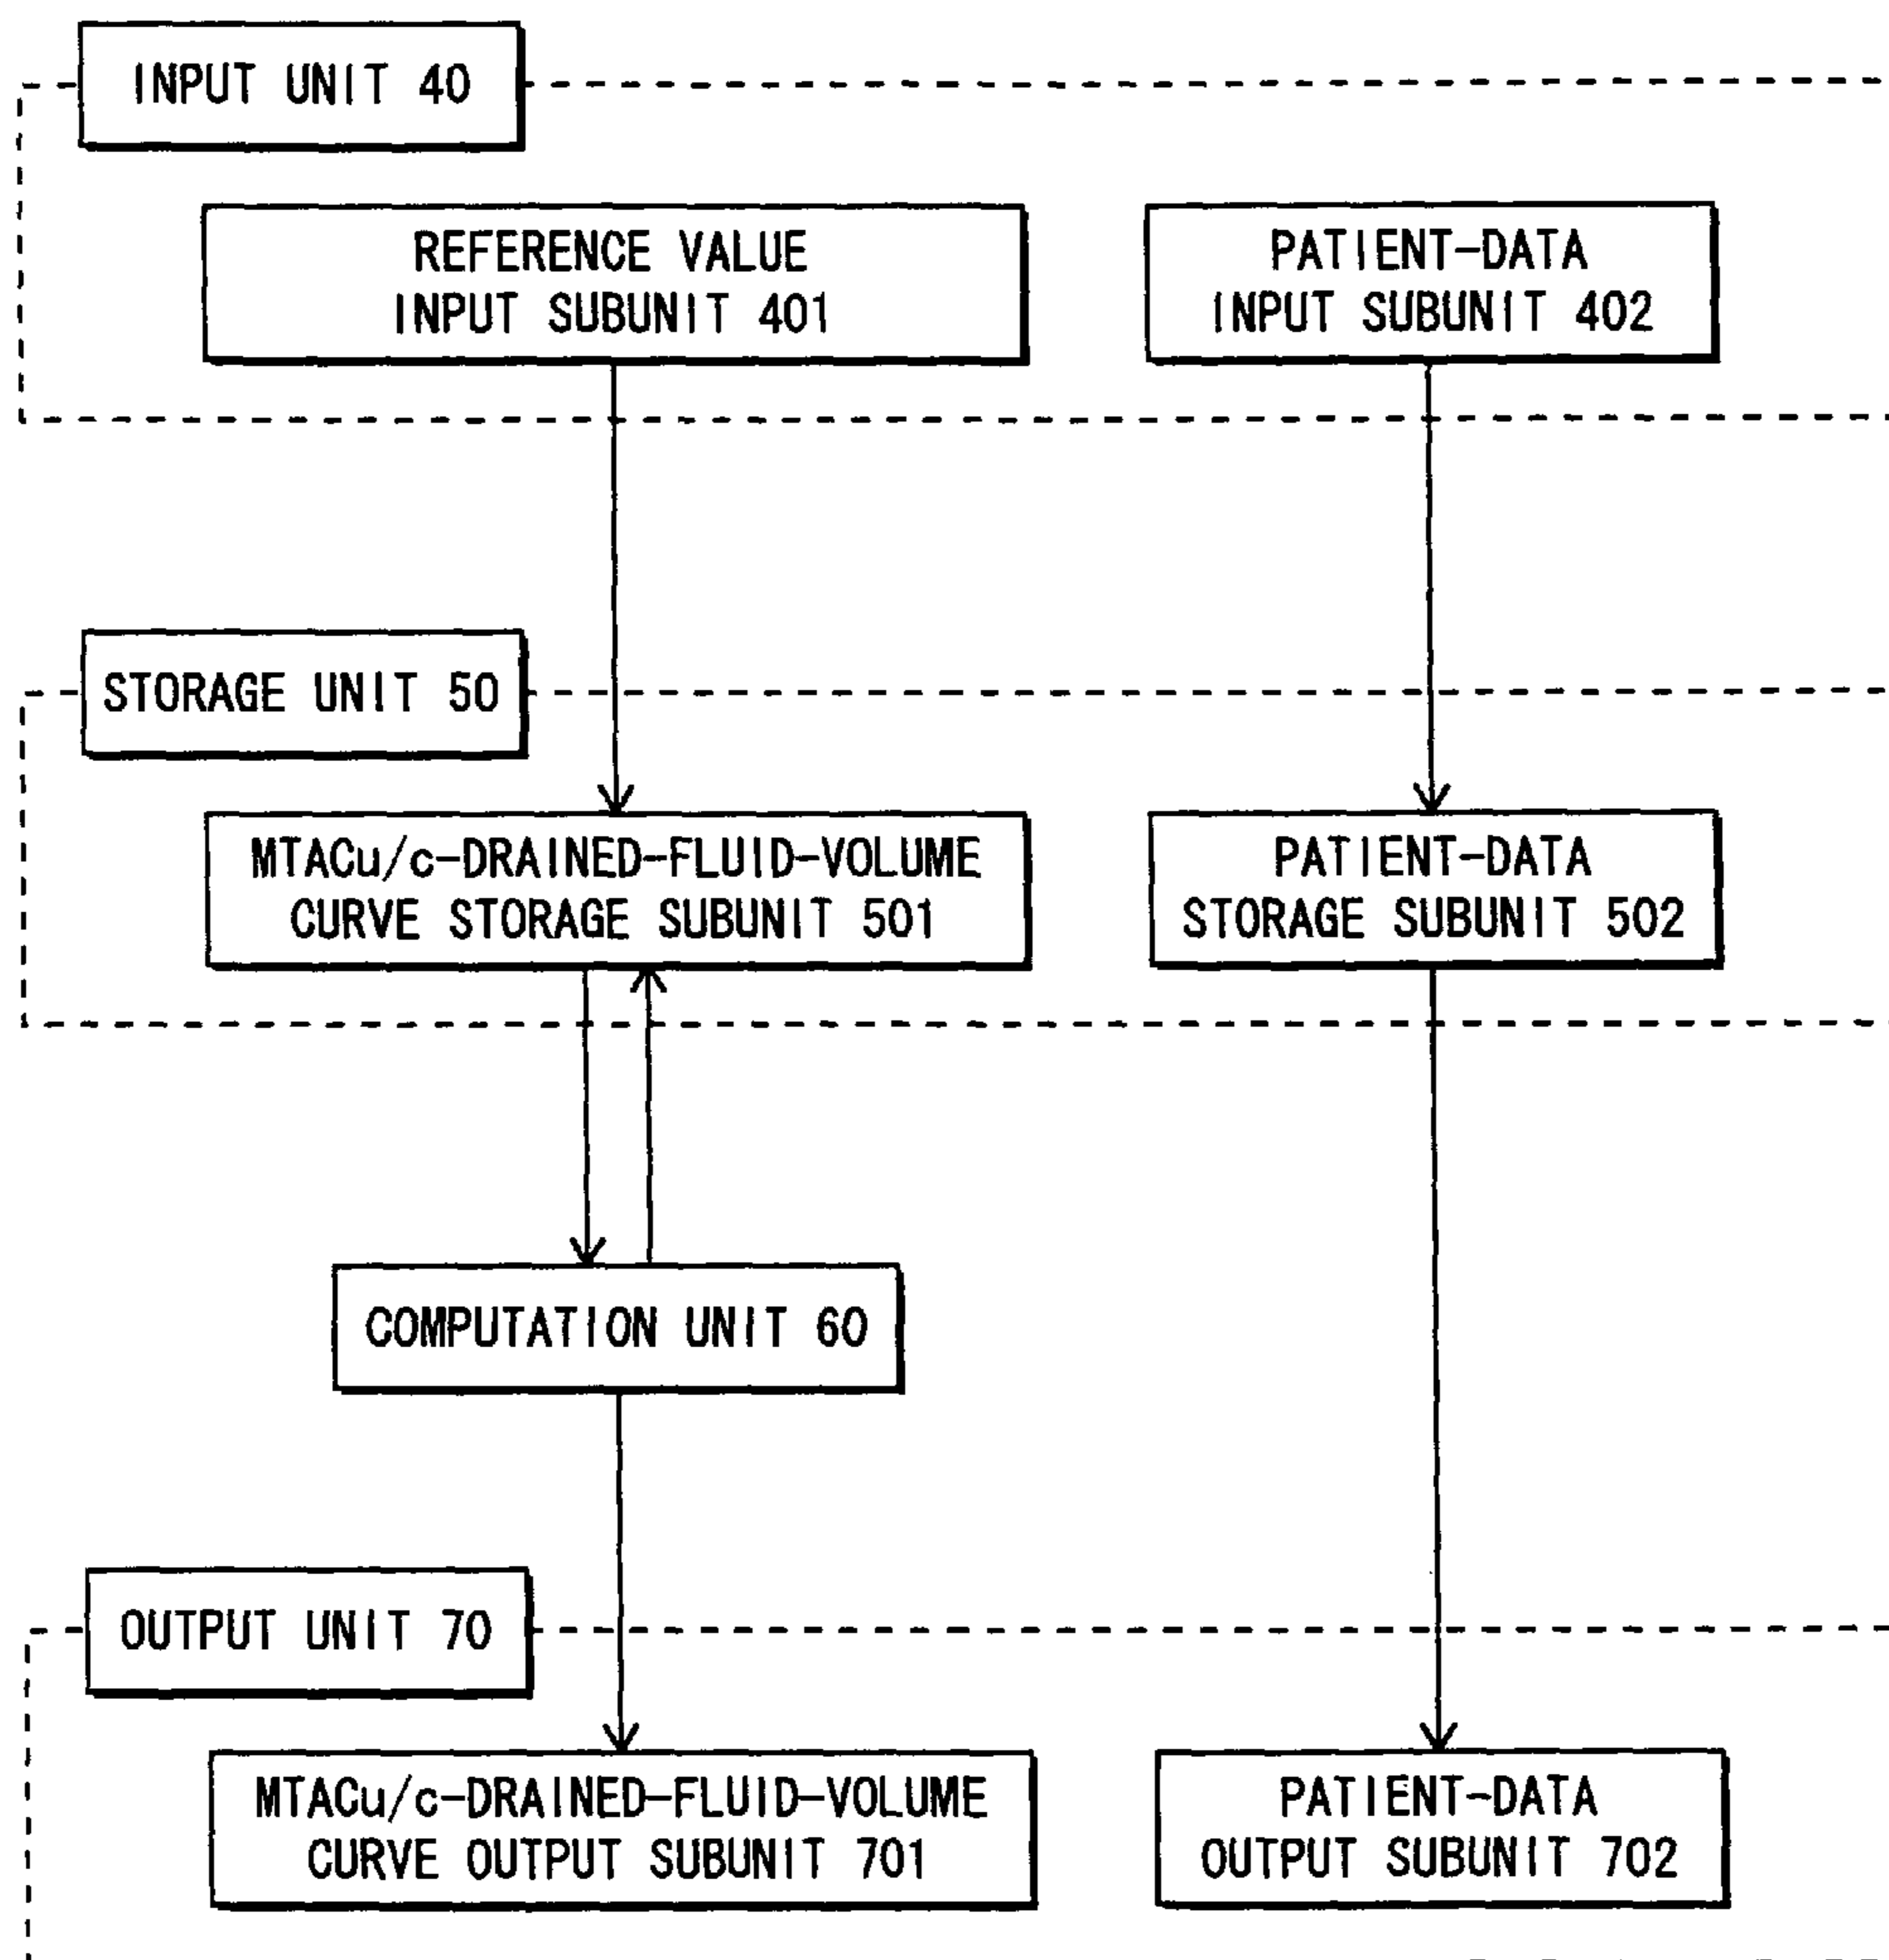 INPUT UNIT 40
REFERENCE VALUE
INPUT SUBUNIT 401
PATIENT-DATA
INPUT SUBUNIT 402
STORAGE UNIT 50
MTACu/c-DRAINED-FLUID-VOLUME
CURVE STORAGE SUBUNIT 501
PATIENT-DATA
STORAGE SUBUNIT 502
COMPUTATION UNIT 60
OUTPUT UNIT 70
MTACu/c-DRAINED-FLUID-VOLUME
CURVE OUTPUT SUBUNIT 701
PATIENT-DATA
OUTPUT SUBUNIT 702